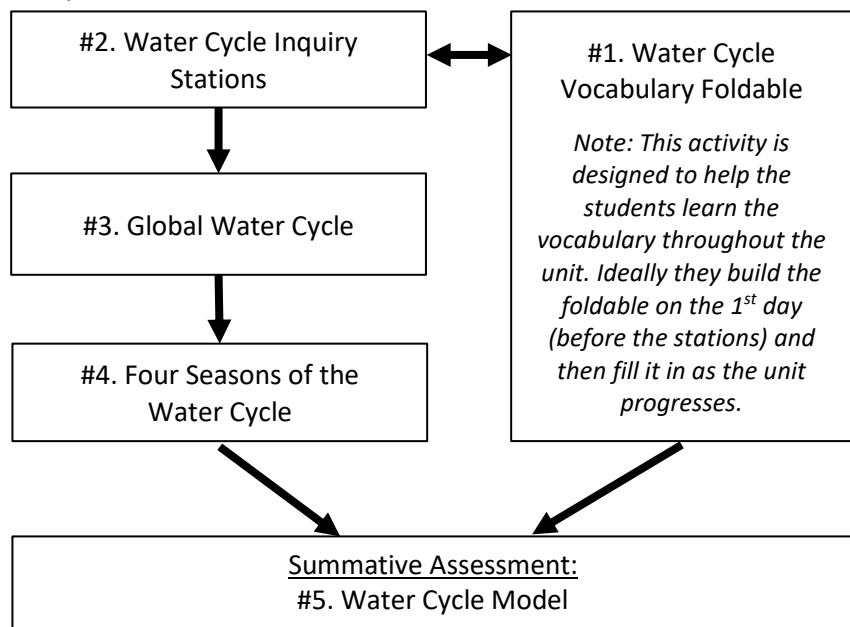 #2. Water Cycle Inquiry
Stations
#1. Water Cycle
Vocabulary Foldable
Note: This activity is
designed to help the
students learn the
vocabulary throughout the
unit. Ideally they build the
foldable on the 1st day
(before the stations) and
then fill it in as the unit
progresses.
#3. Global Water Cycle
#4. Four Seasons of the
Water Cycle
Summative Assessment:
#5. Water Cycle Model